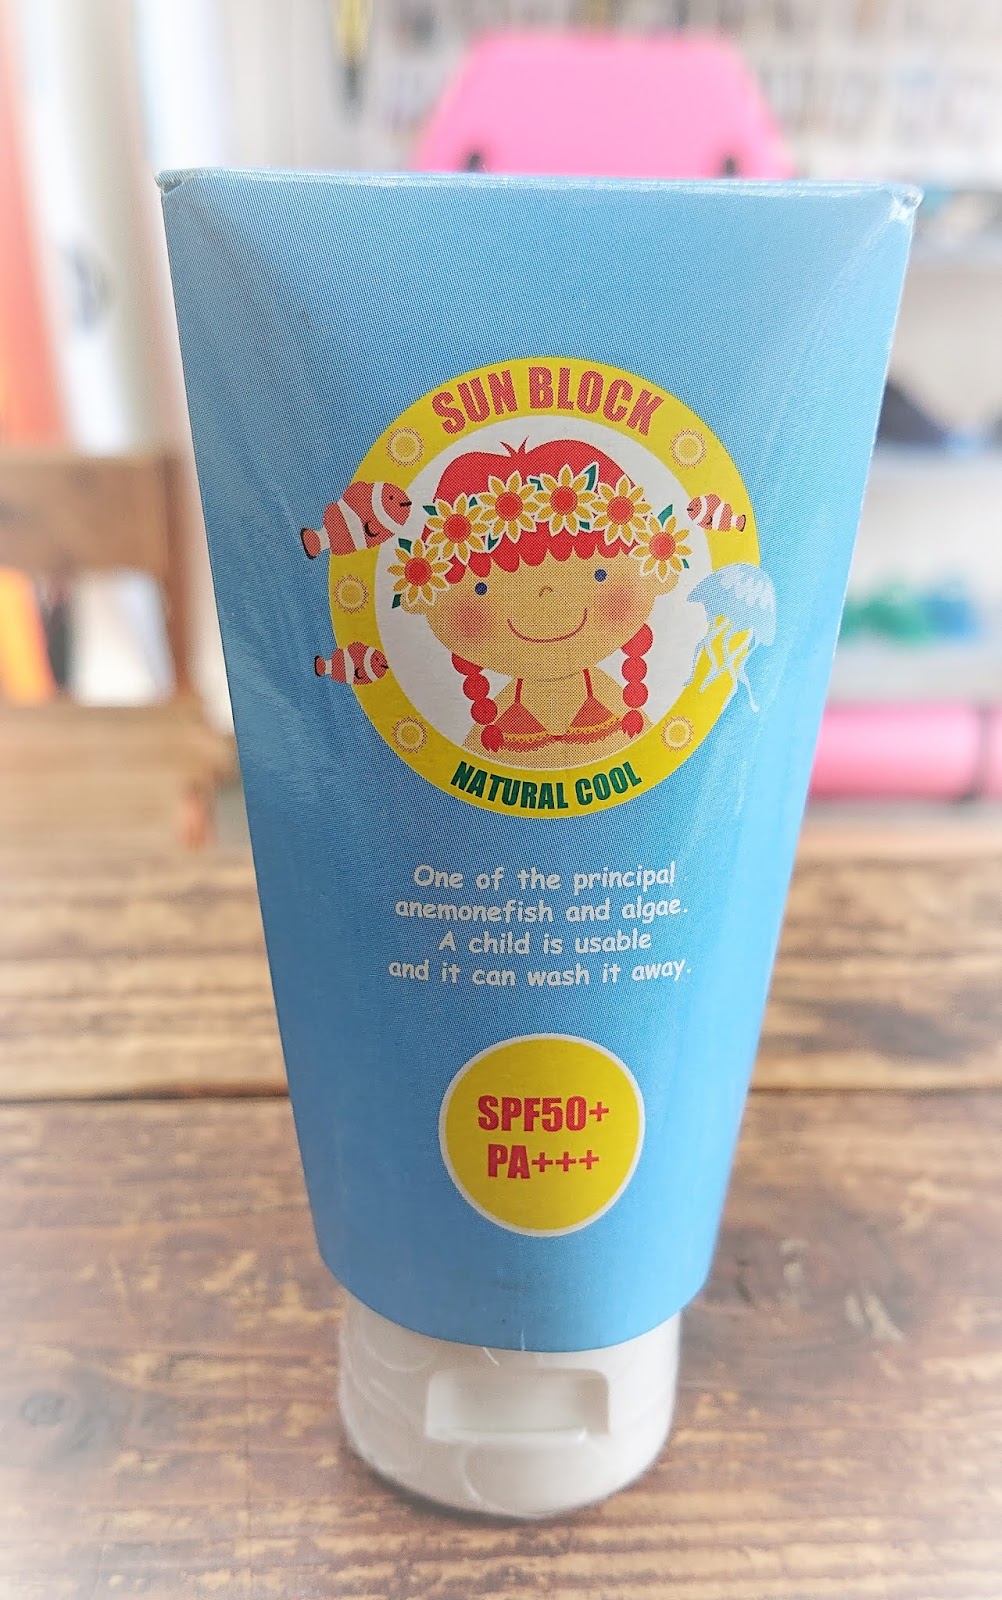 SUN BLOCK
NATURAL COOL
One of the principal
anemonefish and algae.
A child is usable
and it can wash it away.
SPF50+
PA+++